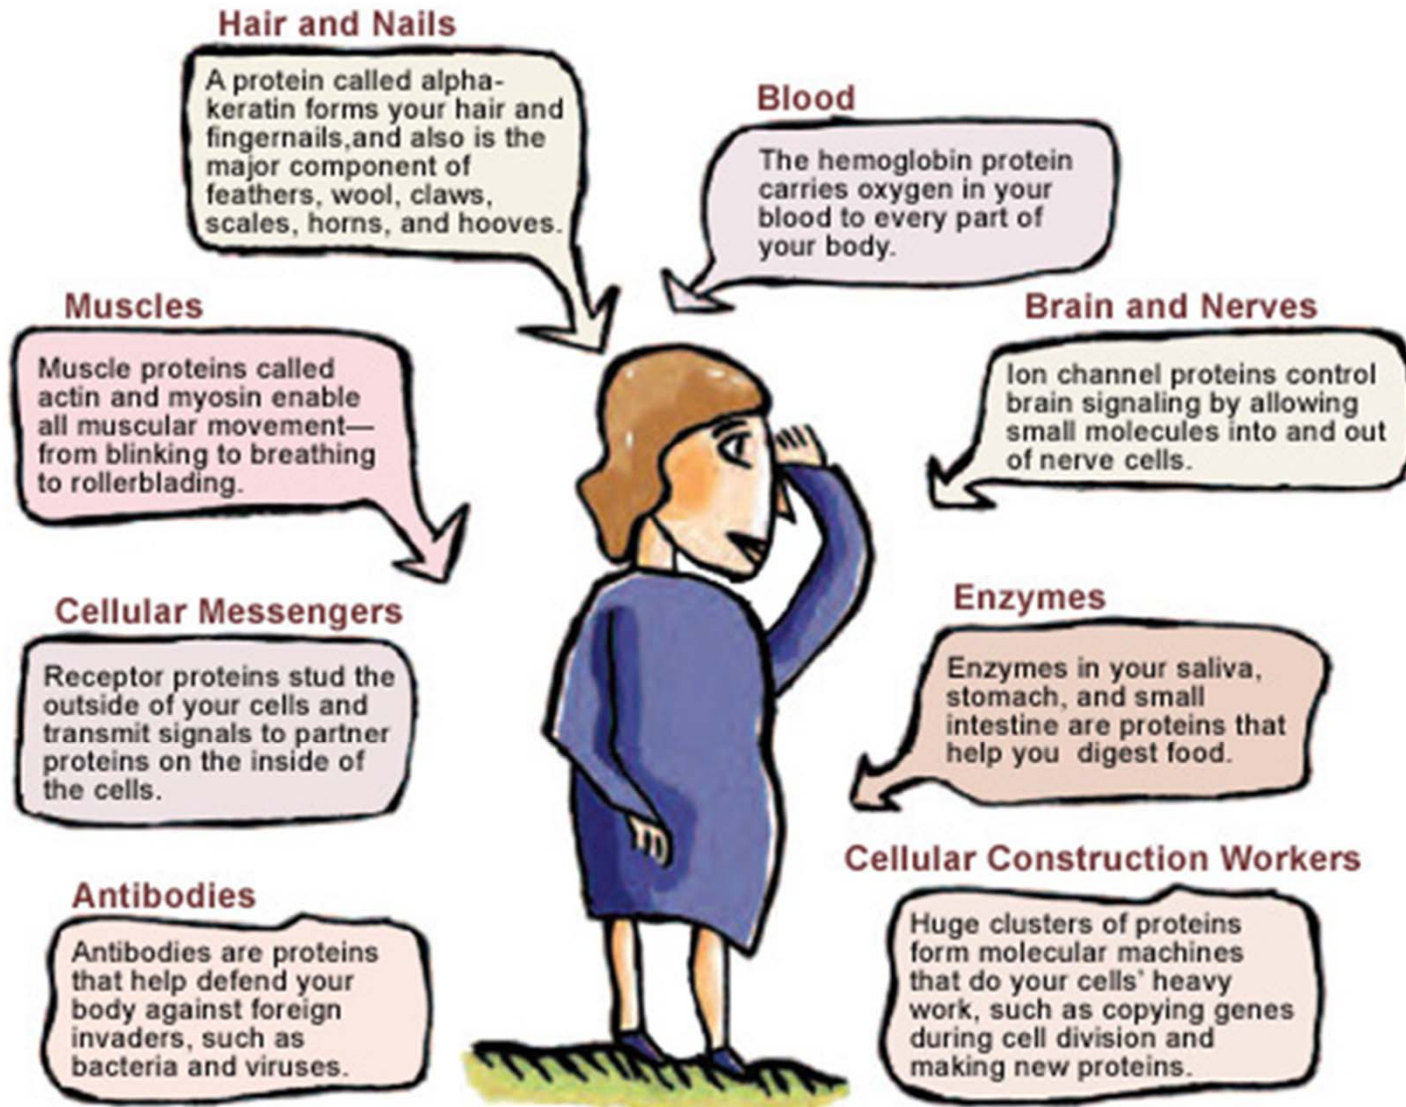 Hair and Nails
A protein called alpha-
keratin forms your hair and
fingernails,and also is the
major component of
feathers, wool, claws,
scales, horns, and hooves.
Blood
The hemoglobin protein
carries oxygen in your
blood to every part of
your body.
Muscles
Muscle proteins called
actin and myosin enable
all muscular movement—
from blinking to breathing
to rollerblading.
Brain and Nerves
Ion channel proteins control
brain signaling by allowing
small molecules into and out
of nerve cells.
Cellular Messengers
Receptor proteins stud the
outside of your cells and
transmit signals to partner
proteins on the inside of
the cells.
Enzymes
Enzymes in your saliva,
stomach, and small
intestine are proteins that
help you digest food.
Antibodies
Antibodies are proteins
that help defend your
body against foreign
invaders, such as
bacteria and viruses.
Cellular Construction Workers
Huge clusters of proteins
form molecular machines
that do your cells' heavy
work, such as copying genes
during cell division and
making new proteins.